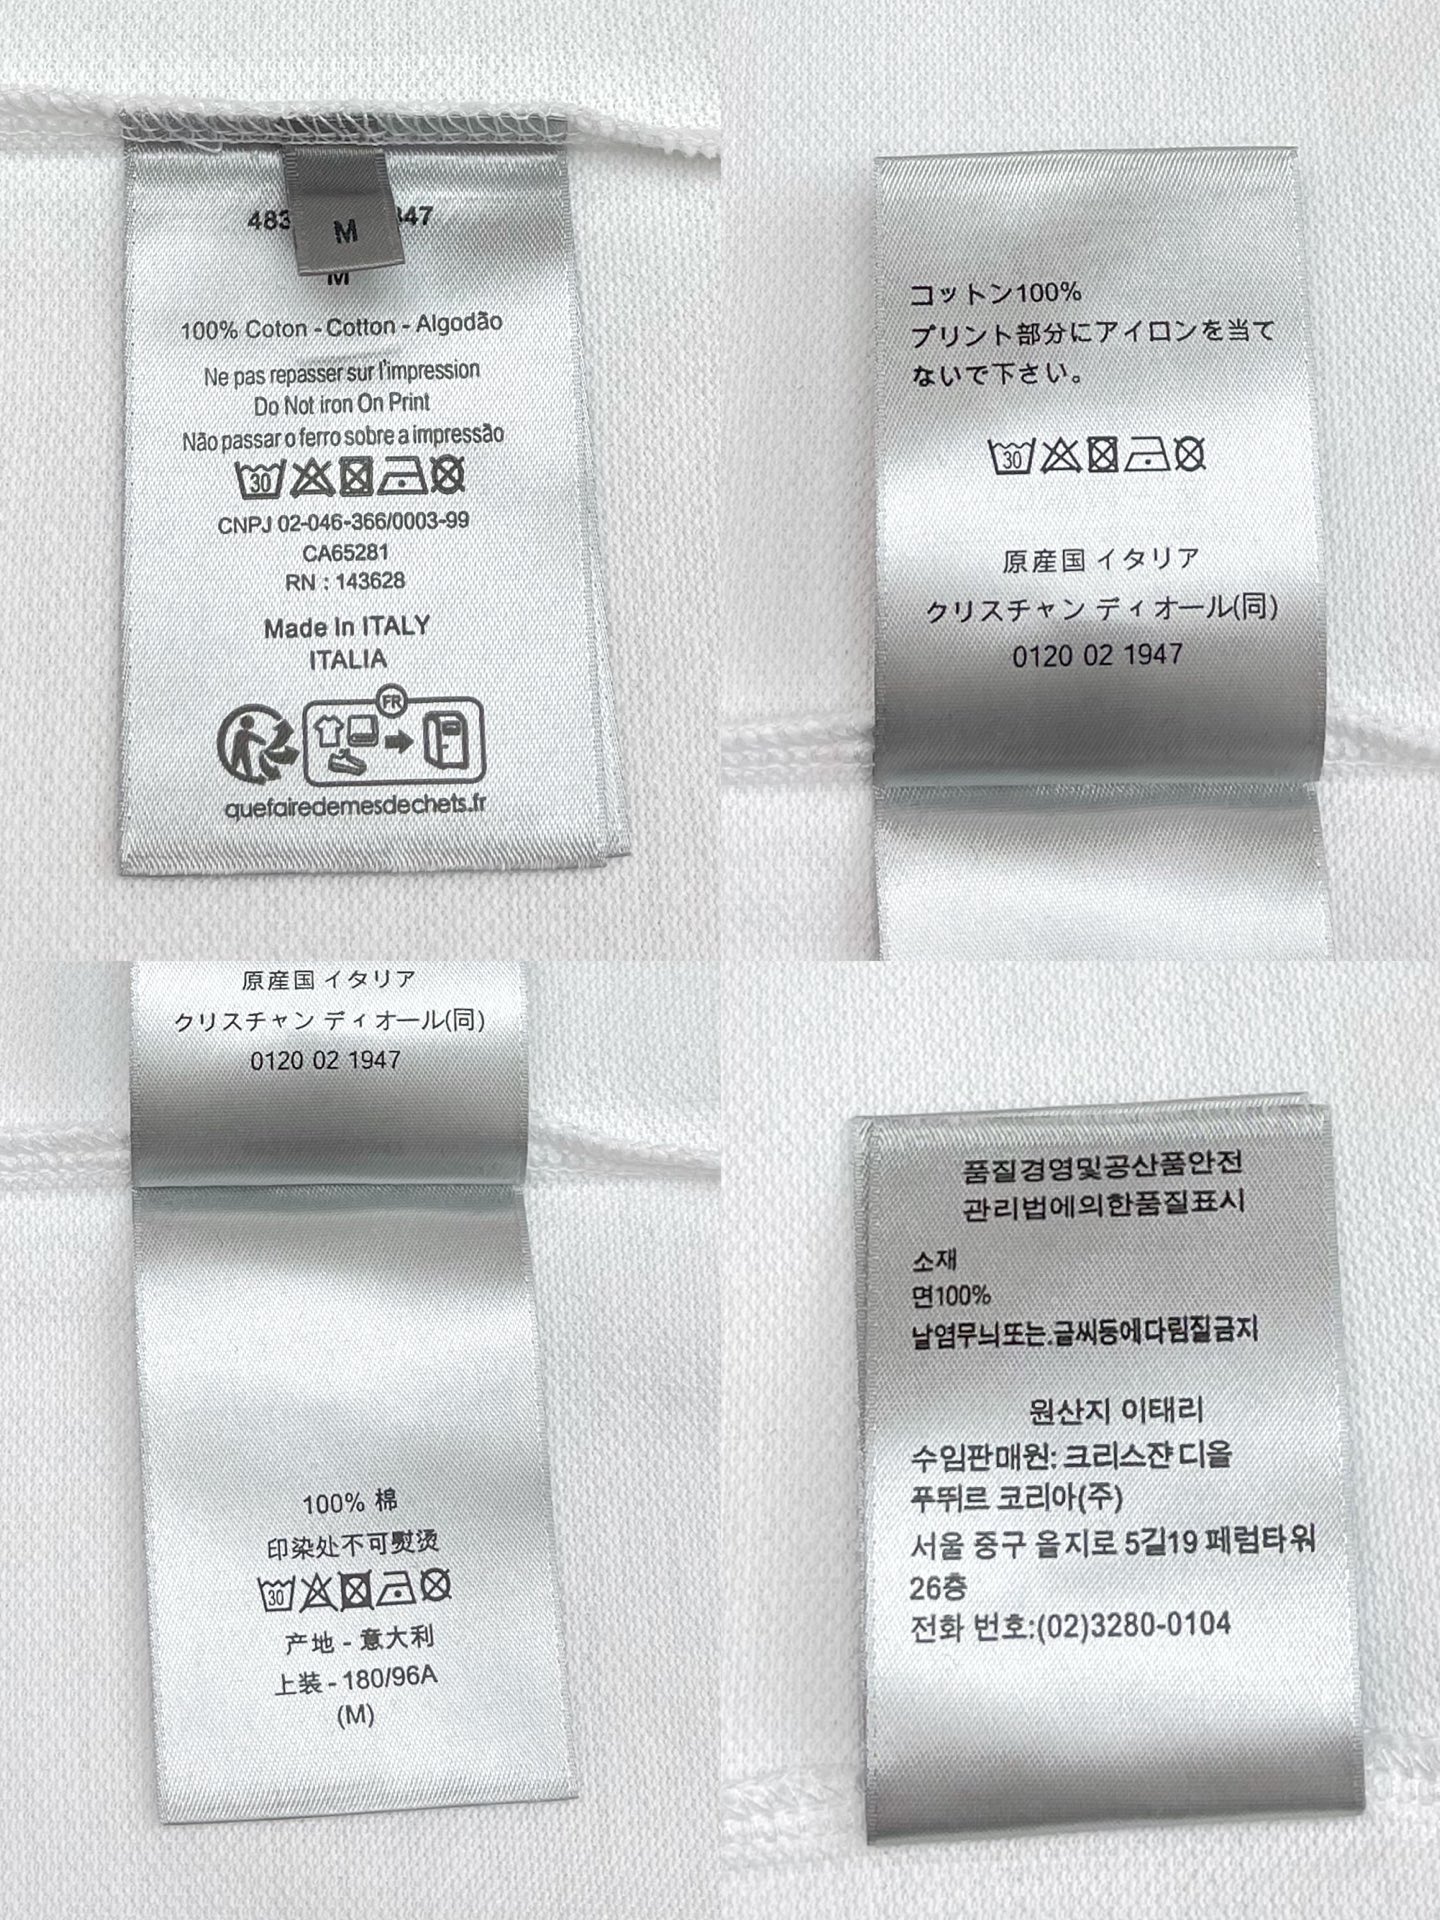 M
M
100% Coton - Cotton - Algodão
Ne pas repasser sur l'impression
Do Not iron On Print
Não passar o ferro sobre a impressão
30
CNPJ 02-046-366/0003-99
CA65281
RN : 143628
Made In ITALY
ITALIA
FR
quefairedemesdechets.fr
コットン100%
プリント部分にアイロンを当て
ないで下さい。
30
原産国 イタリア
クリスチャン ディオール(同)
0120 02 1947
原産国 イタリア
クリスチャン ディオール(同)
0120 02 1947
100% 棉
印染处不可熨烫
30
产地 - 意大利
上装 - 180/96A
(M)
품질경영및공산품안전
관리법에의한품질표시
소재
면100%
날염무늬또는.글씨등에다림질금지
원산지 이태리
수입판매원: 크리스쟌 디올
푸뛰르 코리아(주)
서울 중구 을지로 5길19 페럼타워
26층
전화 번호:(02)3280-0104